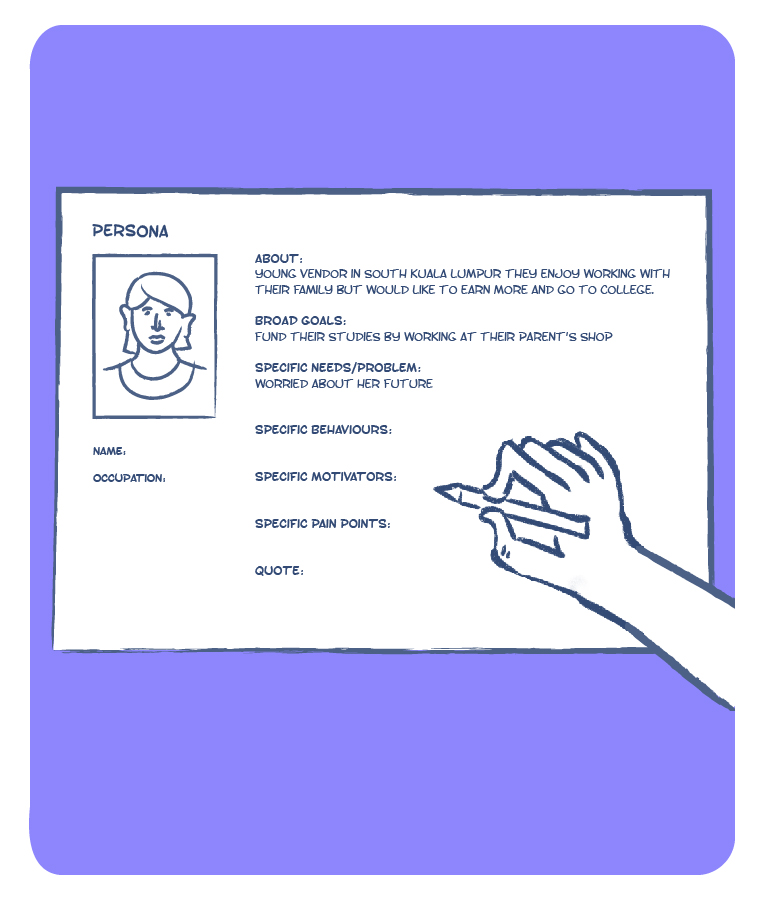 PERSONA
NAME:
OCCUPATION:
ABOUT:
YOUNG VENDOR IN SOUTH KUALA LUMPUR THEY ENJOY WORKING WITH
THEIR FAMILY BUT WOULD LIKE TO EARN MORE AND GO TO COLLEGE.
BROAD GOALS:
FUND THEIR STUDIES BY WORKING AT THEIR PARENT'S SHOP
SPECIFIC NEEDS/PROBLEM:
WORRIED ABOUT HER FUTURE
SPECIFIC BEHAVIOURS:
SPECIFIC MOTIVATORS:
SPECIFIC PAIN POINTS:
QUOTE: